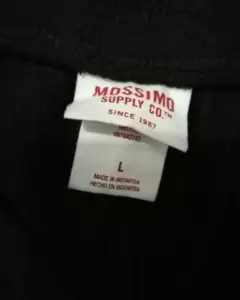 MOSSIMO
SUPPLY CO.™
SINCE 1987
L
MADE IN INDONESIA
HECHO EN INDONESIA